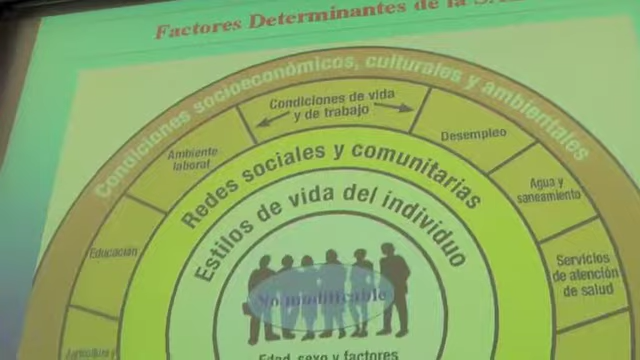 Factores Determinantes de la
Condiciones socioeconómicos, culturales y ambientales
Condiciones de vida
y de trabajo
Ambiente
laboral
Desempleo
Redes sociales y comunitarias
Agua y
saneamiento
Estilos de vida del individuo
Educación
Servicios
de atención
de salud
No modificable
Edad, sexo y factores